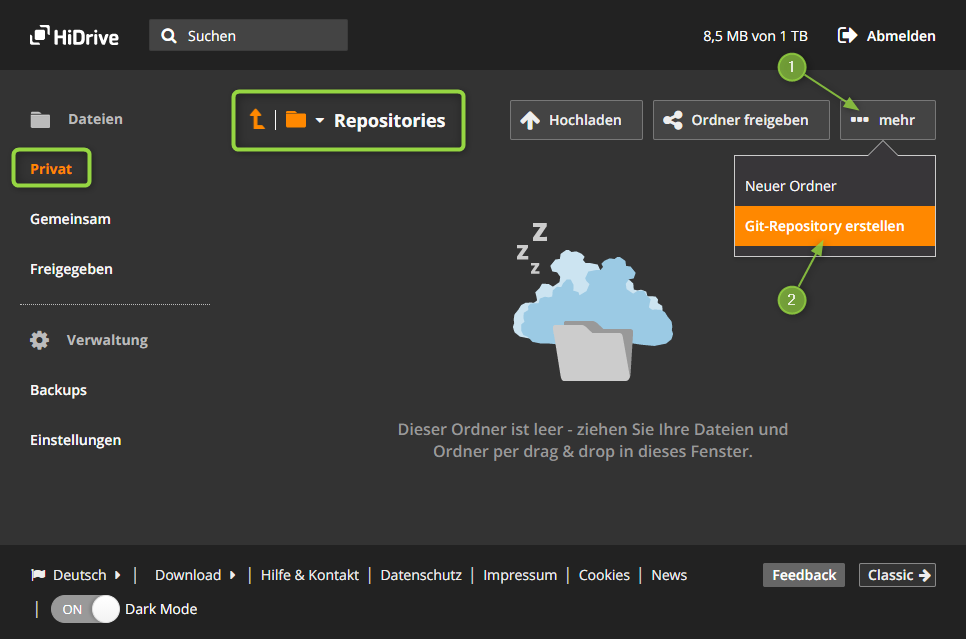 HiDrive
Suchen
8,5 MB von 1 TB
Abmelden
1
Dateien
Repositories
Hochladen
Ordner freigeben
mehr
Privat
Neuer Ordner
Gemeinsam
Git-Repository erstellen
Z
Z
Z
Freigegeben
2
Verwaltung
Backups
Einstellungen
Dieser Ordner ist leer - ziehen Sie Ihre Dateien und
Ordner per drag & drop in dieses Fenster.
Deutsch | Download | Hilfe & Kontakt | Datenschutz | Impressum | Cookies | News
Feedback
Classic
| ON Dark Mode